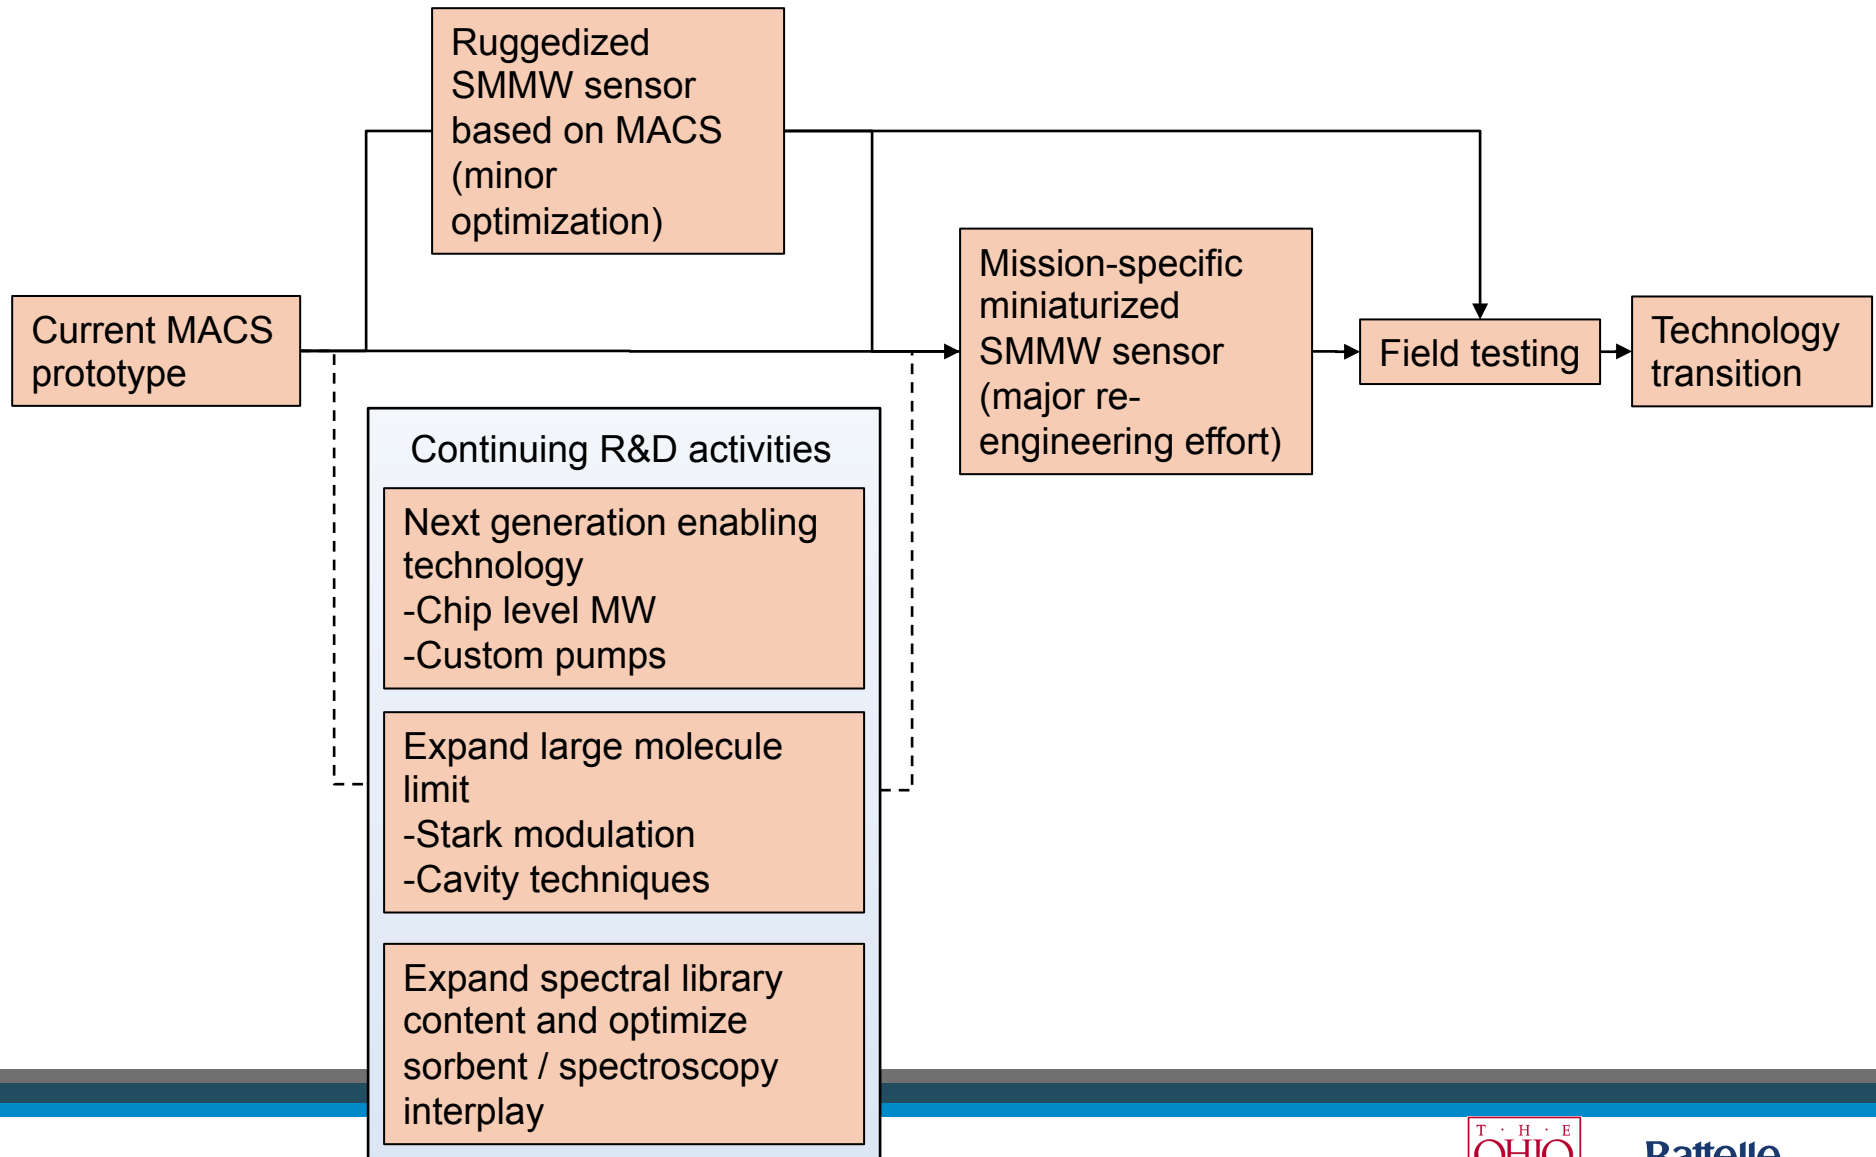 Ruggedized
SMMW sensor
based on MACS
(minor
optimization)
Current MACS
prototype
Mission-specific
miniaturized
SMMW sensor
(major re-
engineering effort)
Field testing
Technology
transition
Continuing R&D activities
Next generation enabling
technology
-Chip level MW
-Custom pumps
Expand large molecule
limit
-Stark modulation
-Cavity techniques
Expand spectral library
content and optimize
sorbent / spectroscopy
interplay
T · H · E
OHIO
Battelle